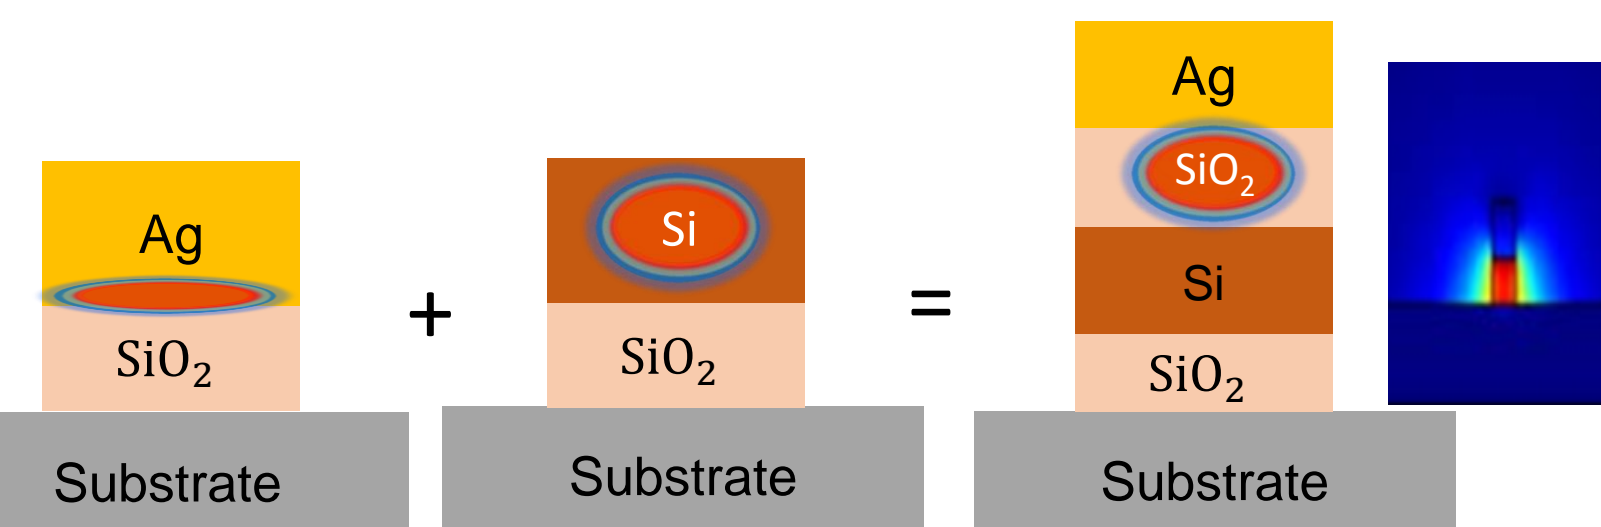 Ag
SiO₂
Substrate
+
Si
SiO₂
Substrate
=
Ag
SiO₂
Si
SiO₂
Substrate